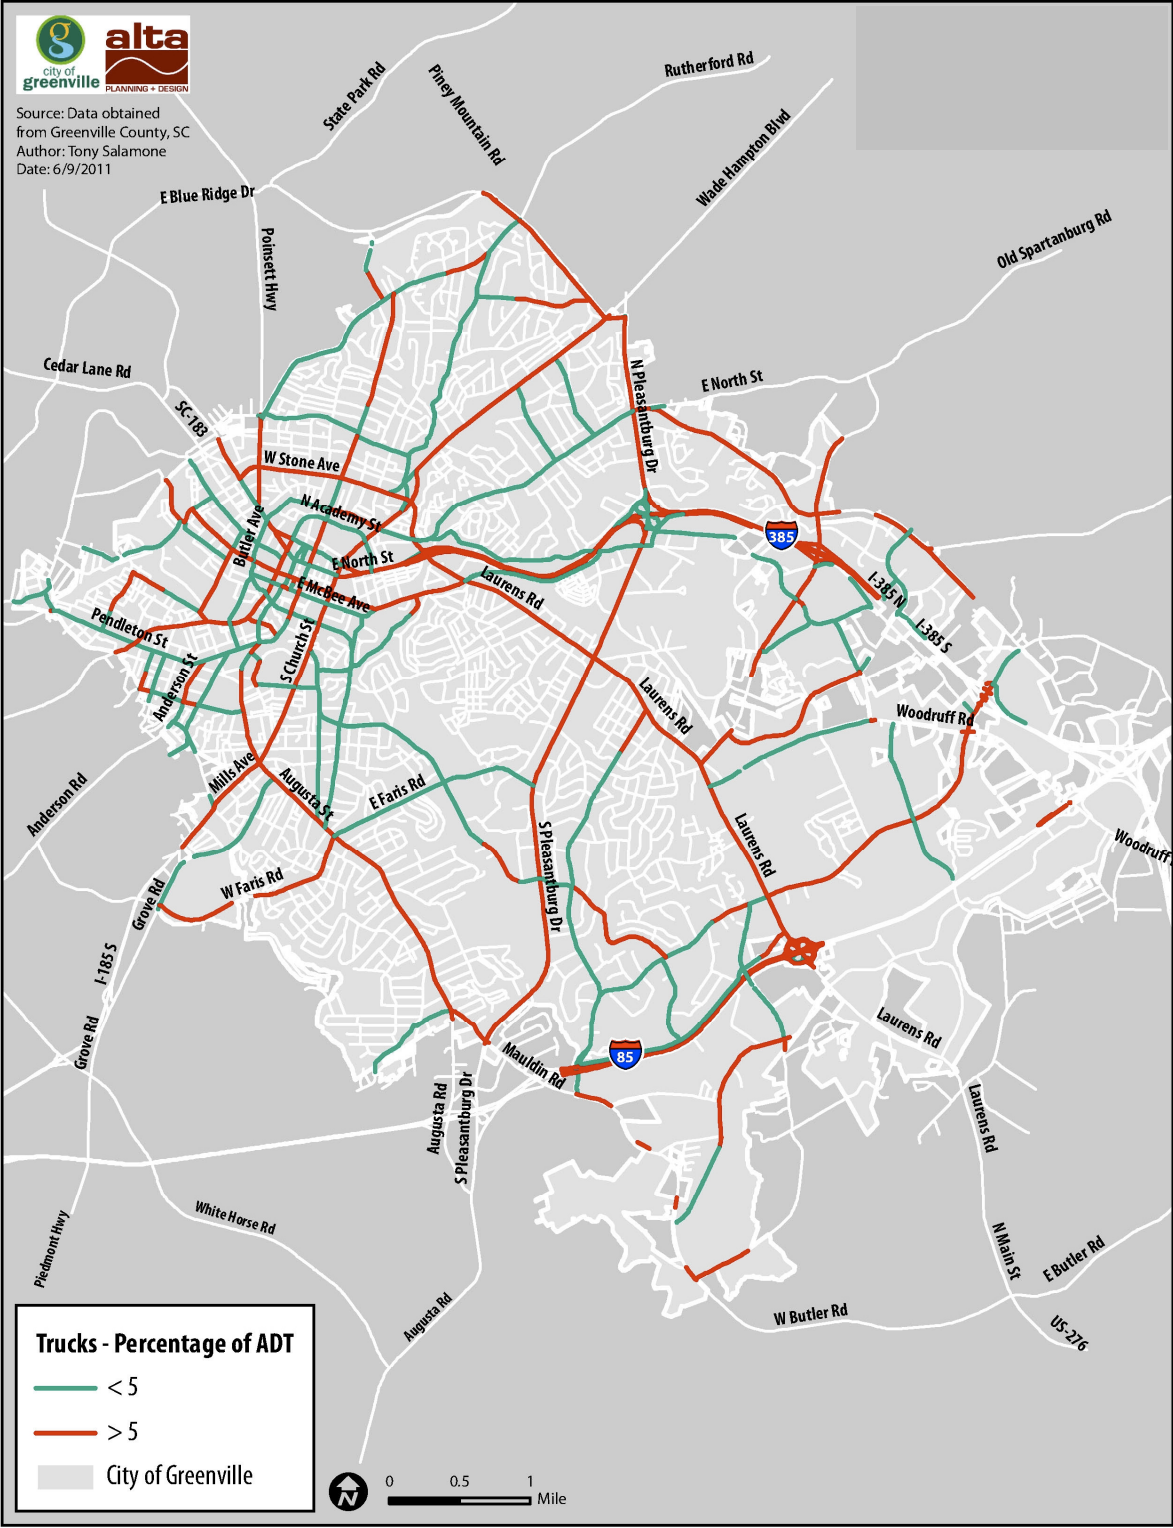 city of
greenville
alta
PLANNING + DESIGN
Source: Data obtained
from Greenville County, SC
Author: Tony Salamone
Date: 6/9/2011
State Park Rd
Piney Mountain Rd
Rutherford Rd
Wade Hampton Blvd
E Blue Ridge Dr
Poinsett Hwy
Old Spartanburg Rd
Cedar Lane Rd
SC-183
N Pleasantburg Dr
E North St
W Stone Ave
N Academy St
Butler Ave
385
E North St
Laurens Rd
E McBee Ave
I-385 N
I-385 S
Pendleton St
S Church St
Anderson St
Laurens Rd
Woodruff Rd
Mills Ave
Augusta St
E Faris Rd
Anderson Rd
S Pleasantburg Dr
Laurens Rd
Woodruff
W Faris Rd
Grove Rd
I-185 S
Grove Rd
Laurens Rd
85
Mauldin Rd
Augusta Rd
S Pleasantburg Dr
Laurens Rd
White Horse Rd
Piedmont Hwy
N Main St
E Butler Rd
Augusta Rd
W Butler Rd
US-276
Trucks - Percentage of ADT
< 5
> 5
City of Greenville
N
0 0.5 1
Mile